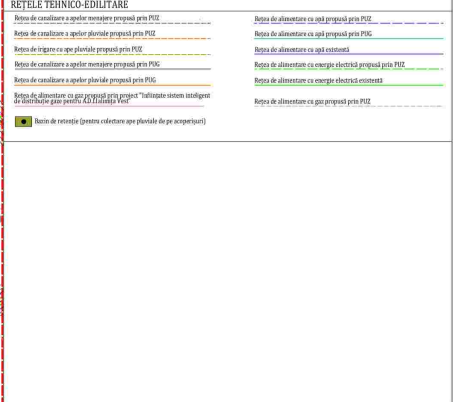 REȚELE TEHNICO-EDILITARE
Rețea de canalizare a apelor menajere propusă prin PUZ
Rețea de canalizare a apelor pluviale propusă prin PUZ
Rețea de irigare cu ape pluviale propusă prin PUZ
Rețea de canalizare a apelor menajere propusă prin PUG
Rețea de canalizare a apelor pluviale propusă prin PUG
Rețea de alimentare cu gaz propusă prin project "Înființate sistem inteligent
de distribuție gaze pentru A.D.I Ialomița Vest"
Bazin de retenție (pentru colectare ape pluviale de pe acoperișuri)
Rețea de alimentare cu apă propusă prin PUZ
Rețea de alimentare cu apă propusă prin PUG
Rețea de alimentare cu apă existentă
Rețea de alimentare cu energie electrică propusă prin PUZ
Rețea de alimentare cu energie electrică existentă
Rețea de alimentare cu gaz propusă prin PUZ